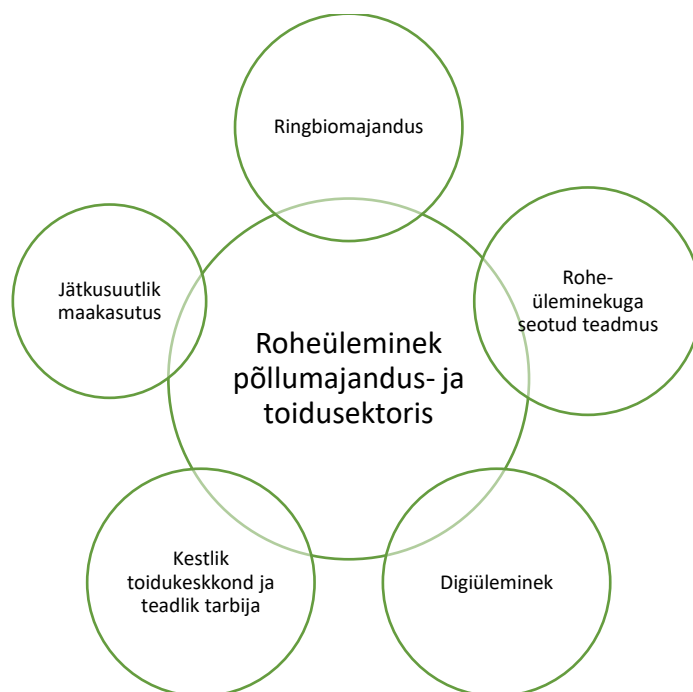 Ringbiomajandus
Rohe-
üleminekuga
seotud teadmus
Jätkusuutlik
maakasutus
Roheüleminek
põllumajandus- ja
toidusektoris
Kestlik
toidukeskkond ja
teadlik tarbija
Digiüleminek